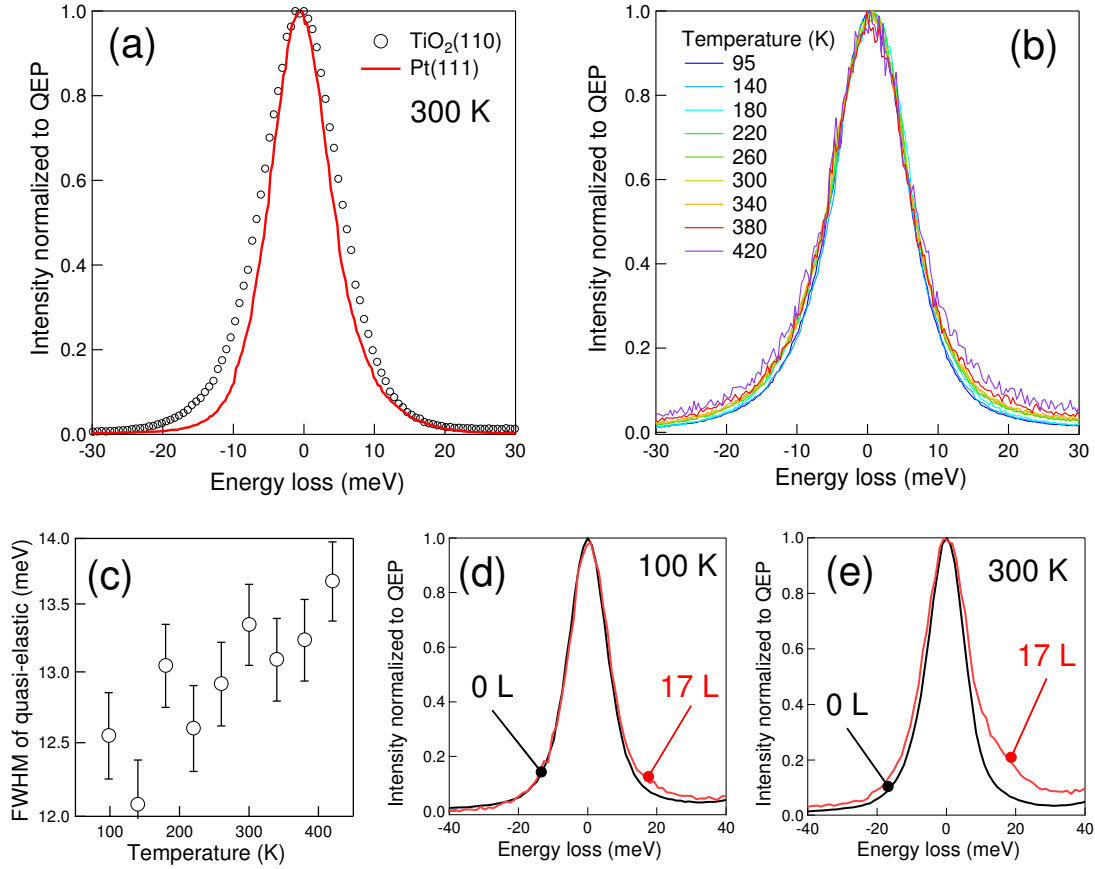 (a)
TiO2(110)
Pt(111)
300 K
Intensity normalized to QEP
1.0
0.8
0.6
0.4
0.2
0.0
-30 -20 -10 0 10 20 30
Energy loss (meV)
(b)
Temperature (K)
95
140
180
220
260
300
340
380
420
Intensity normalized to QEP
1.0
0.8
0.6
0.4
0.2
0.0
-30 -20 -10 0 10 20 30
Energy loss (meV)
(c)
FWHM of quasi-elastic (meV)
14.0
13.5
13.0
12.5
12.0
100 200 300 400
Temperature (K)
(d)
100 K
0 L
17 L
Intensity normalized to QEP
1.0
0.8
0.6
0.4
0.2
0.0
-40 -20 0 20 40
Energy loss (meV)
(e)
300 K
0 L
17 L
Intensity normalized to QEP
1.0
0.8
0.6
0.4
0.2
0.0
-40 -20 0 20 40
Energy loss (meV)